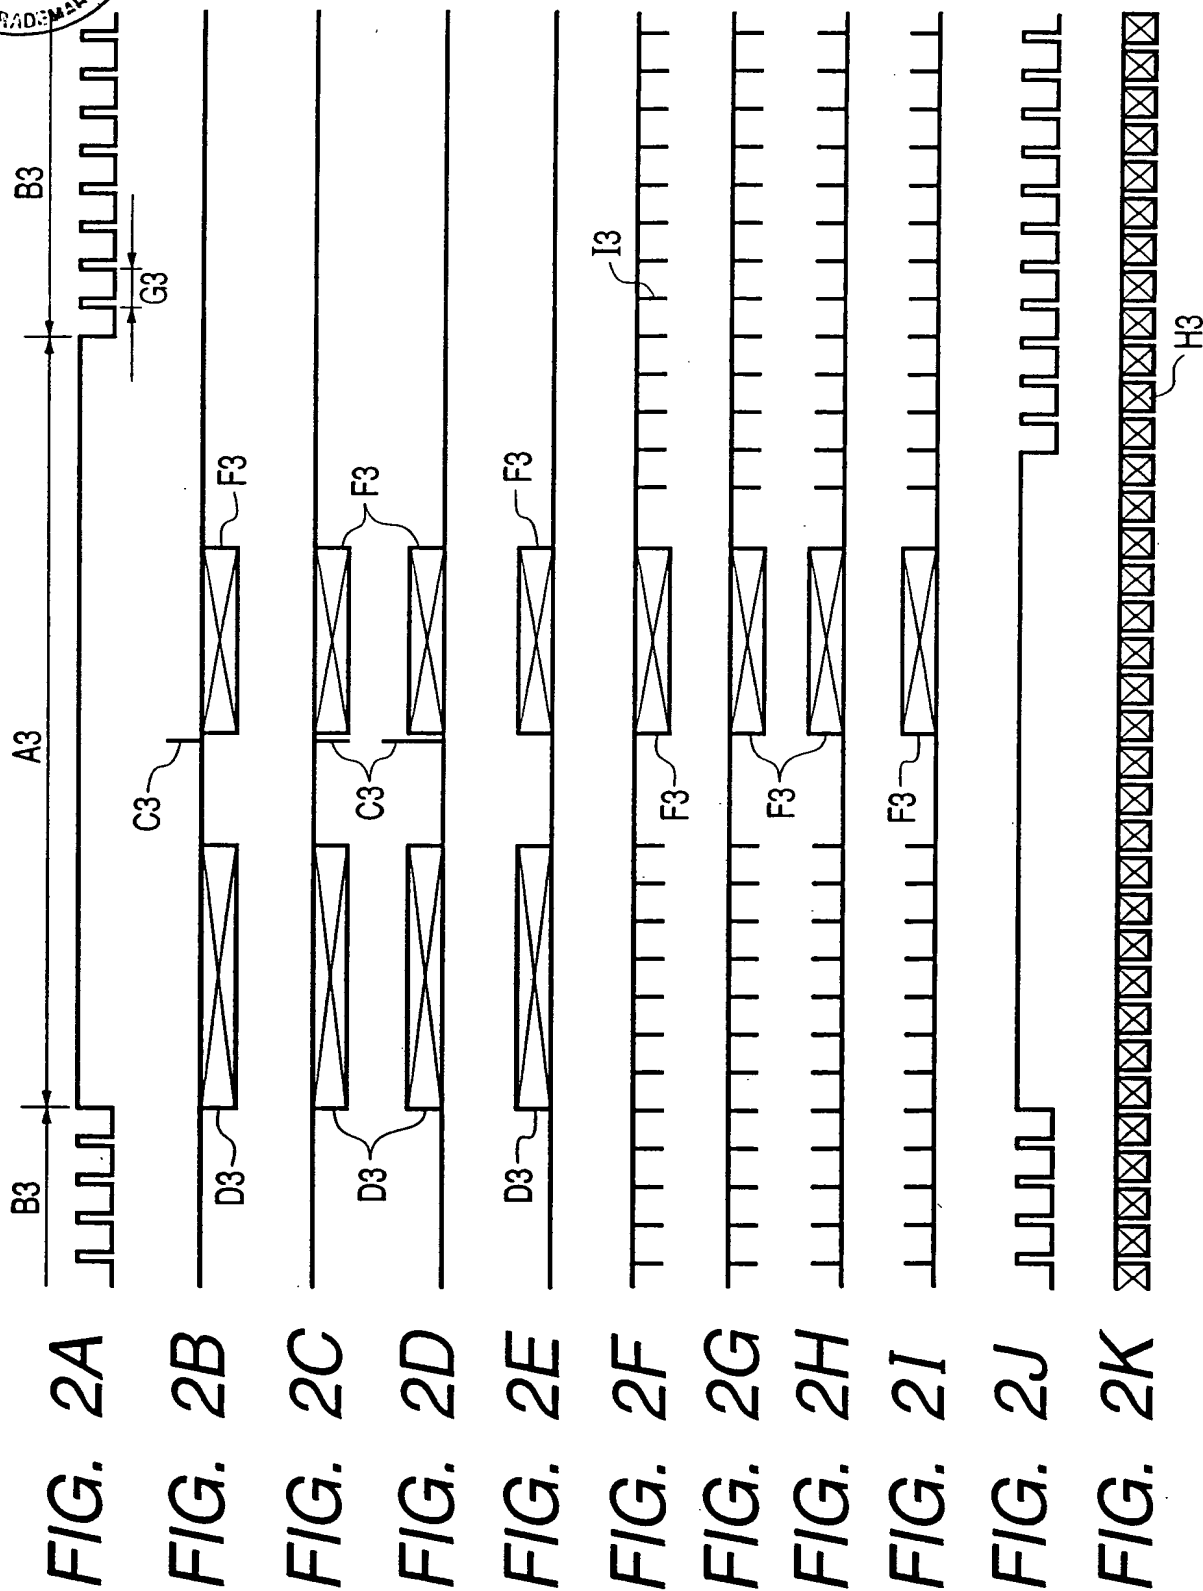 TRADEMAR
FIG. 2A
B3
A3
B3
G3
FIG. 2B
D3
C3
F3
FIG. 2C
D3
C3
F3
FIG. 2D
FIG. 2E
D3
F3
FIG. 2F
F3
I3
FIG. 2G
F3
FIG. 2H
FIG. 2I
F3
FIG. 2J
FIG. 2K
H3